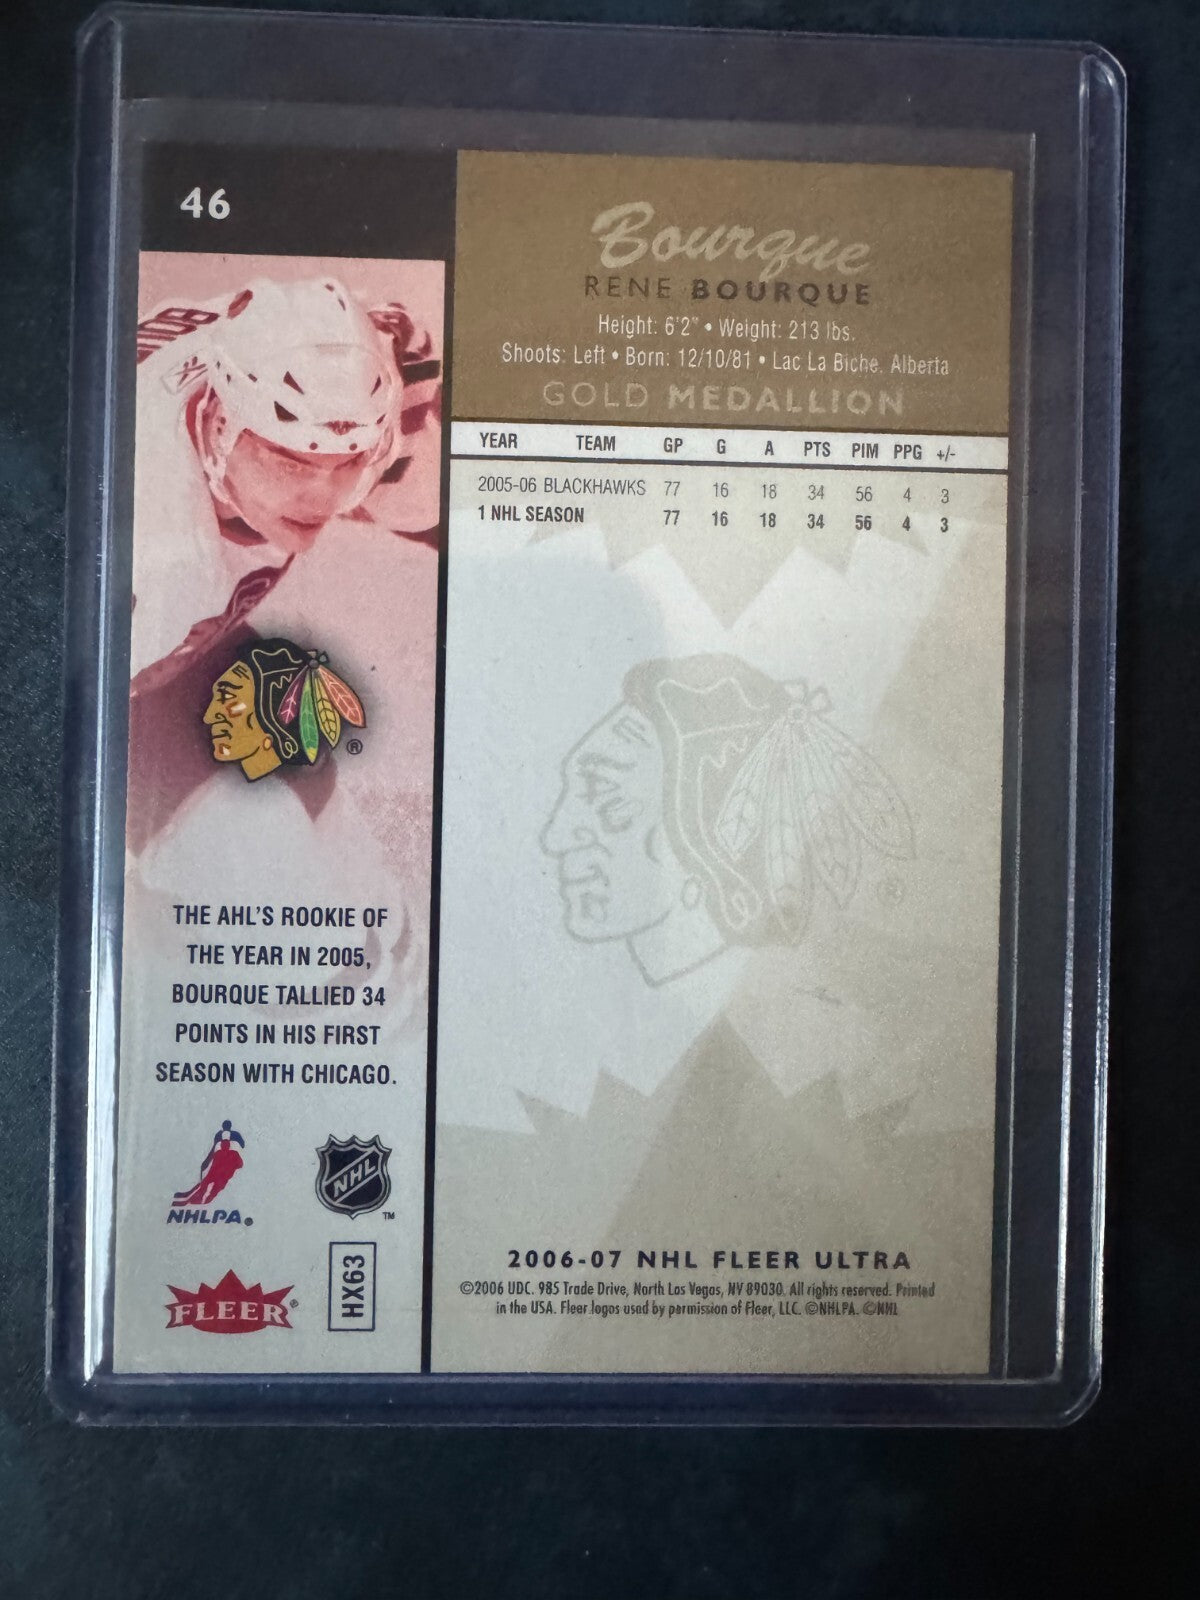 46
Bourque
RENE BOURQUE
Height: 6'2" • Weight: 213 lbs.
Shoots: Left • Born: 12/10/81 • Lac La Biche, Alberta
GOLD MEDALLION
YEAR TEAM GP G A PTS PIM PPG +/-
2005-06 BLACKHAWKS 77 16 18 34 56 4 3
1 NHL SEASON 77 16 18 34 56 4 3
®
THE AHL'S ROOKIE OF
THE YEAR IN 2005,
BOURQUE TALLIED 34
POINTS IN HIS FIRST
SEASON WITH CHICAGO.
NHLPA®
NHL TM
FLEER®
HX63
2006-07 NHL FLEER ULTRA
©2006 UDC. 985 Trade Drive, North Las Vegas, NV 89030. All rights reserved. Printed
in the USA. Fleer logos used by permission of Fleer, LLC. ©NHLPA. ©NHL